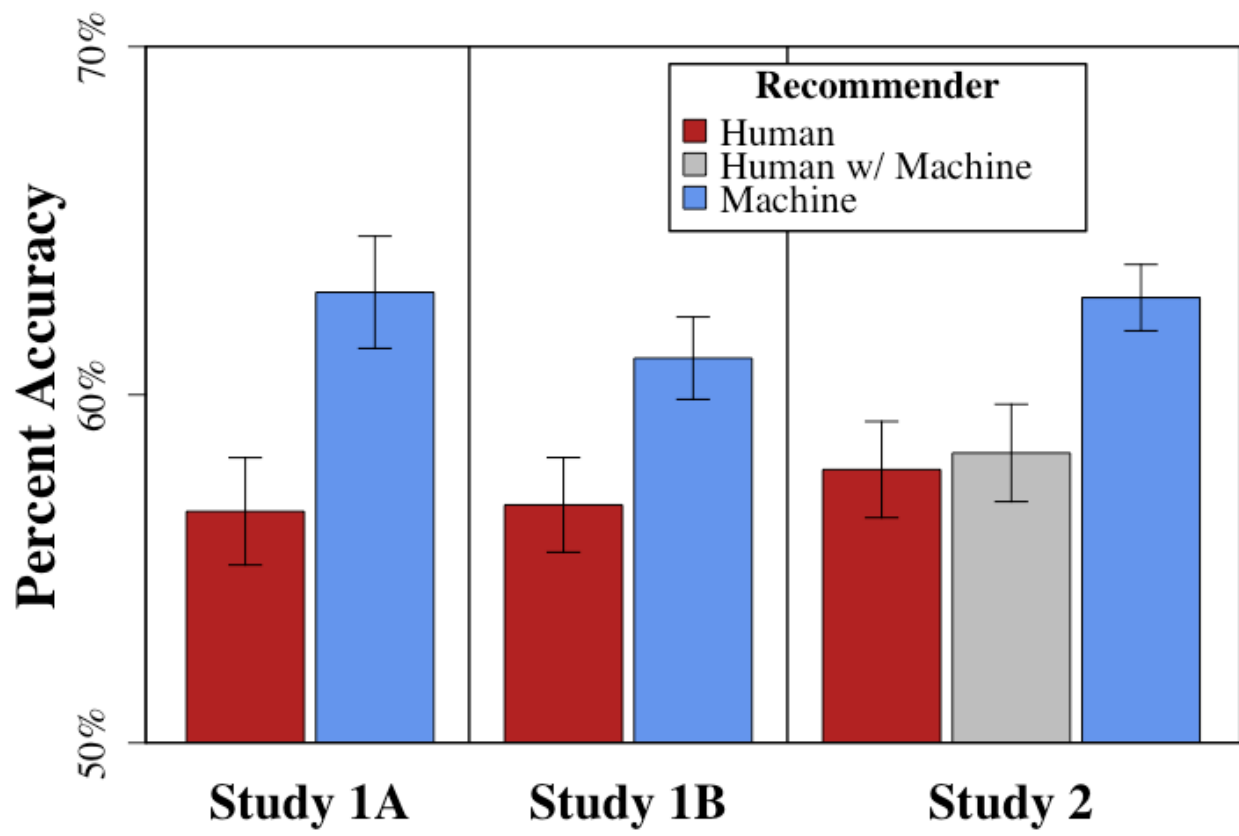 Percent Accuracy
70%
60%
50%
Recommender
Human
Human w/ Machine
Machine
Study 1A
Study 1B
Study 2